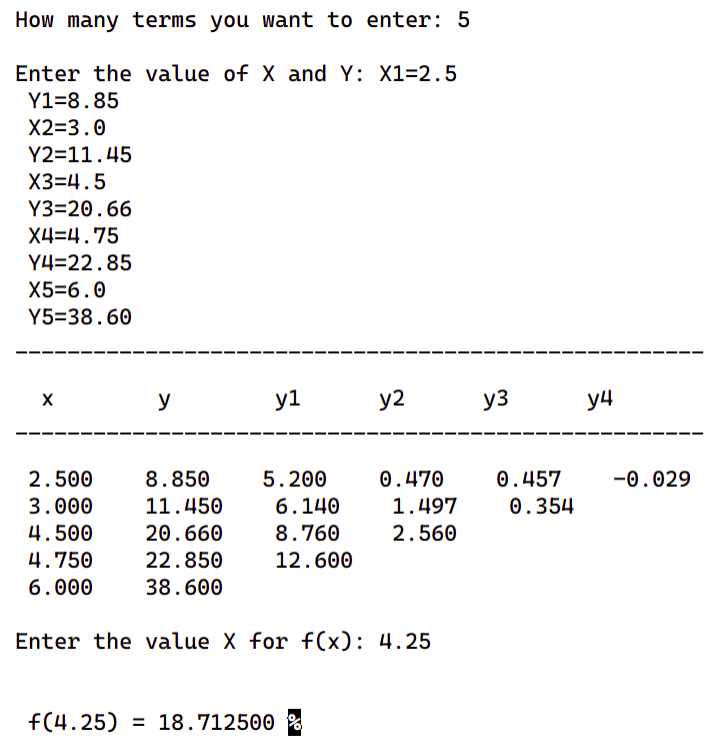 How many terms you want to enter: 5
Enter the value of X and Y: X1=2.5
Y1=8.85
X2=3.0
Y2=11.45
X3=4.5
Y3=20.66
X4=4.75
Y4=22.85
X5=6.0
Y5=38.60
-----------------------------------------------------
x y y1 y2 y3 y4
-----------------------------------------------------
2.500 8.850 5.200 0.470 0.457 -0.029
3.000 11.450 6.140 1.497 0.354
4.500 20.660 8.760 2.560
4.750 22.850 12.600
6.000 38.600
Enter the value X for f(x): 4.25
f(4.25) = 18.712500 %